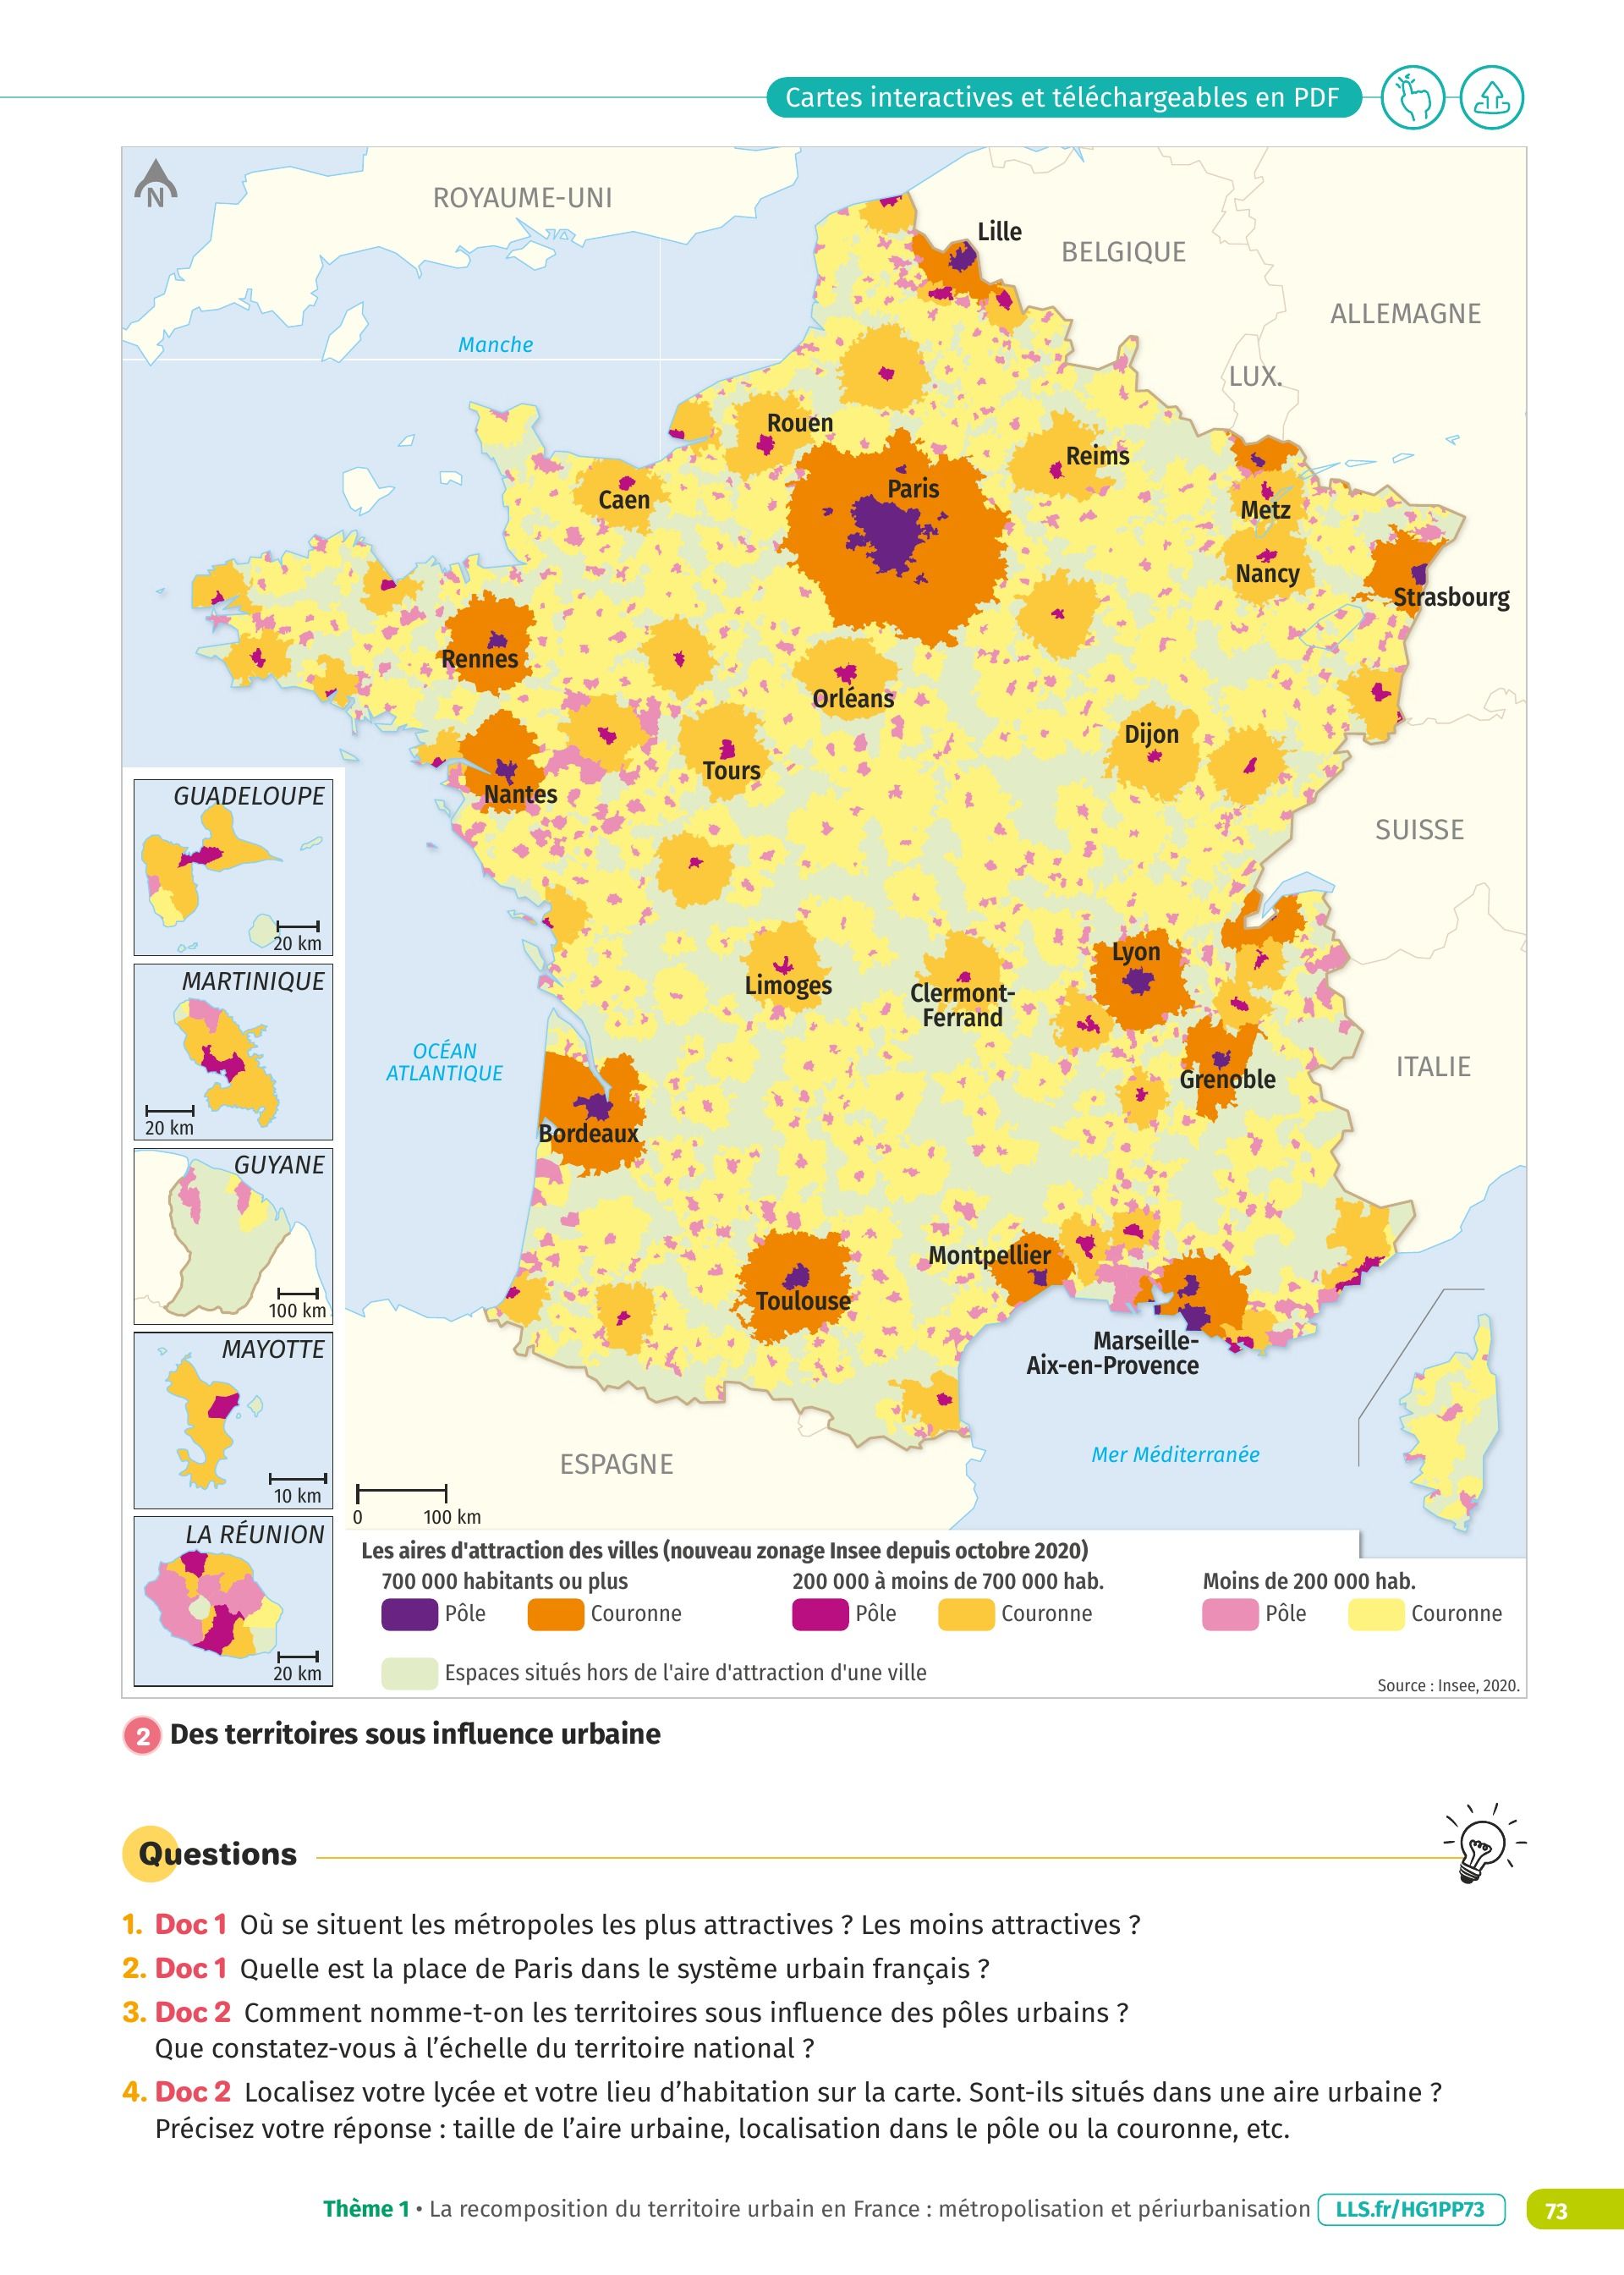 Cartes interactives et téléchargeables en PDF
N
ROYAUME-UNI
Lille
BELGIQUE
ALLEMAGNE
Manche
LUX.
Rouen
Reims
Paris
Caen
Metz
Nancy
Strasbourg
Rennes
Orléans
Dijon
Tours
Nantes
SUISSE
GUADELOUPE
20 km
Lyon
MARTINIQUE
Limoges
Clermont-
Ferrand
OCÉAN
ATLANTIQUE
ITALIE
Grenoble
20 km
Bordeaux
GUYANE
Montpellier
100 km
Toulouse
Marseille-
Aix-en-Provence
MAYOTTE
Mer Méditerranée
ESPAGNE
10 km
0 100 km
LA RÉUNION
20 km
Les aires d'attraction des villes (nouveau zonage Insee depuis octobre 2020)
700 000 habitants ou plus 200 000 à moins de 700 000 hab. Moins de 200 000 hab.
Pôle Couronne Pôle Couronne Pôle Couronne
Espaces situés hors de l'aire d'attraction d'une ville
Source : Insee, 2020.
2 Des territoires sous influence urbaine
Questions
1. Doc 1 Où se situent les métropoles les plus attractives ? Les moins attractives ?
2. Doc 1 Quelle est la place de Paris dans le système urbain français ?
3. Doc 2 Comment nomme-t-on les territoires sous influence des pôles urbains ?
Que constatez-vous à l'échelle du territoire national ?
4. Doc 2 Localisez votre lycée et votre lieu d'habitation sur la carte. Sont-ils situés dans une aire urbaine ?
Précisez votre réponse : taille de l'aire urbaine, localisation dans le pôle ou la couronne, etc.
Thème 1 • La recomposition du territoire urbain en France : métropolisation et périurbanisation LLS.fr/HG1PP73 73